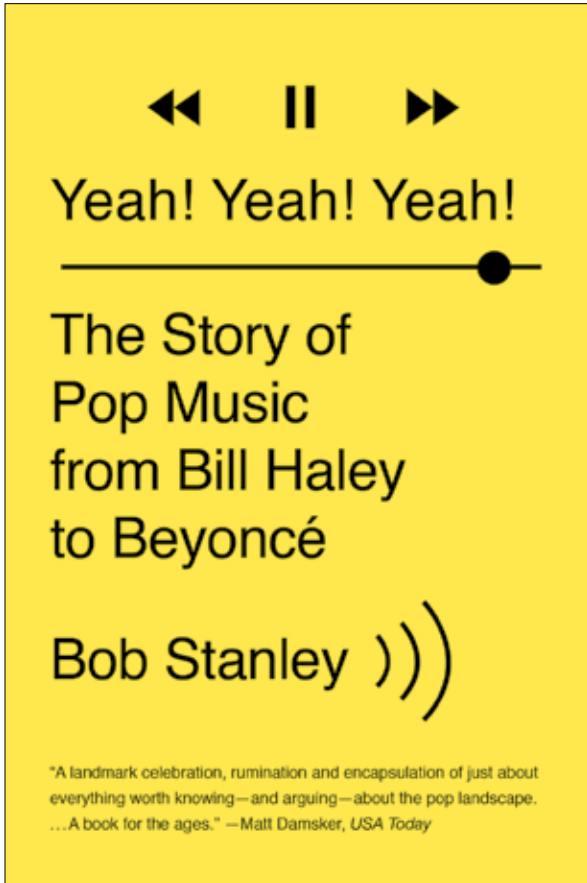 Yeah! Yeah! Yeah!
The Story of
Pop Music
from Bill Haley
to Beyoncé
Bob Stanley
"A landmark celebration, rumination and encapsulation of just about
everything worth knowing—and arguing—about the pop landscape.
…A book for the ages." —Matt Damsker, USA Today